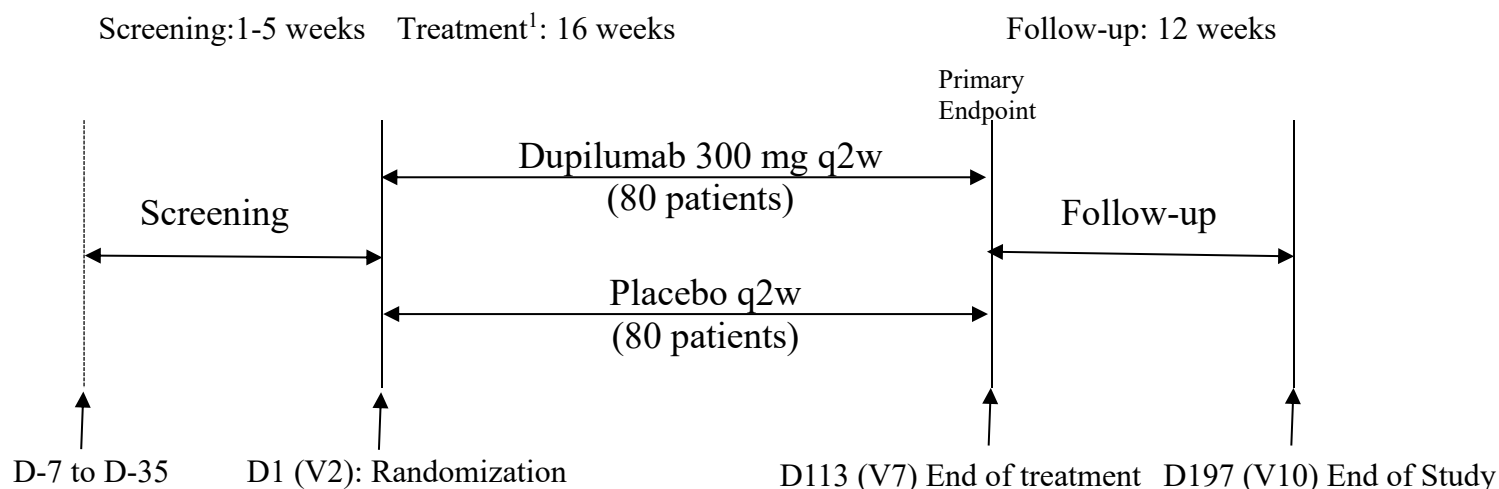 Screening:1-5 weeks Treatment¹: 16 weeks Follow-up: 12 weeks
Primary
Endpoint
Dupilumab 300 mg q2w
(80 patients)
Screening
Follow-up
Placebo q2w
(80 patients)
D-7 to D-35 D1 (V2): Randomization D113 (V7) End of treatment D197 (V10) End of Study